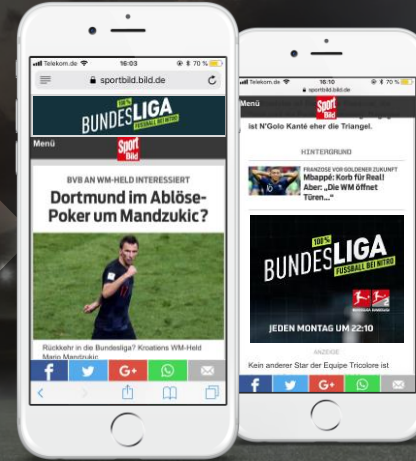 Telekom.de 16:03 70 %
sportbild.bild.de
100%
BUNDESLIGA
FUSSBALL BEI NITRO
Menü
Sport
Bild
BVB AN WM-HELD INTERESSIERT
Dortmund im Ablöse-
Poker um Mandzukic?
Rückkehr in die Bundesliga? Kroatiens WM-Held
Mario Mandzukic
f G+
Telekom.de 16:10 70 %
sportbild.bild.de
Menü
Sport
Bild
ist N'Golo Kanté eher die Triangel.
HINTERGRUND
FRANZOSE VOR GOLDENER ZUKUNFT
Mbappé: Korb für Real!
Aber: „Die WM öffnet
Türen..."
100%
BUNDESLIGA
FUSSBALL BEI NITRO
JEDEN MONTAG UM 22:10
ANZEIGE
Kein anderer Star der Equipe Tricolore ist
f G+